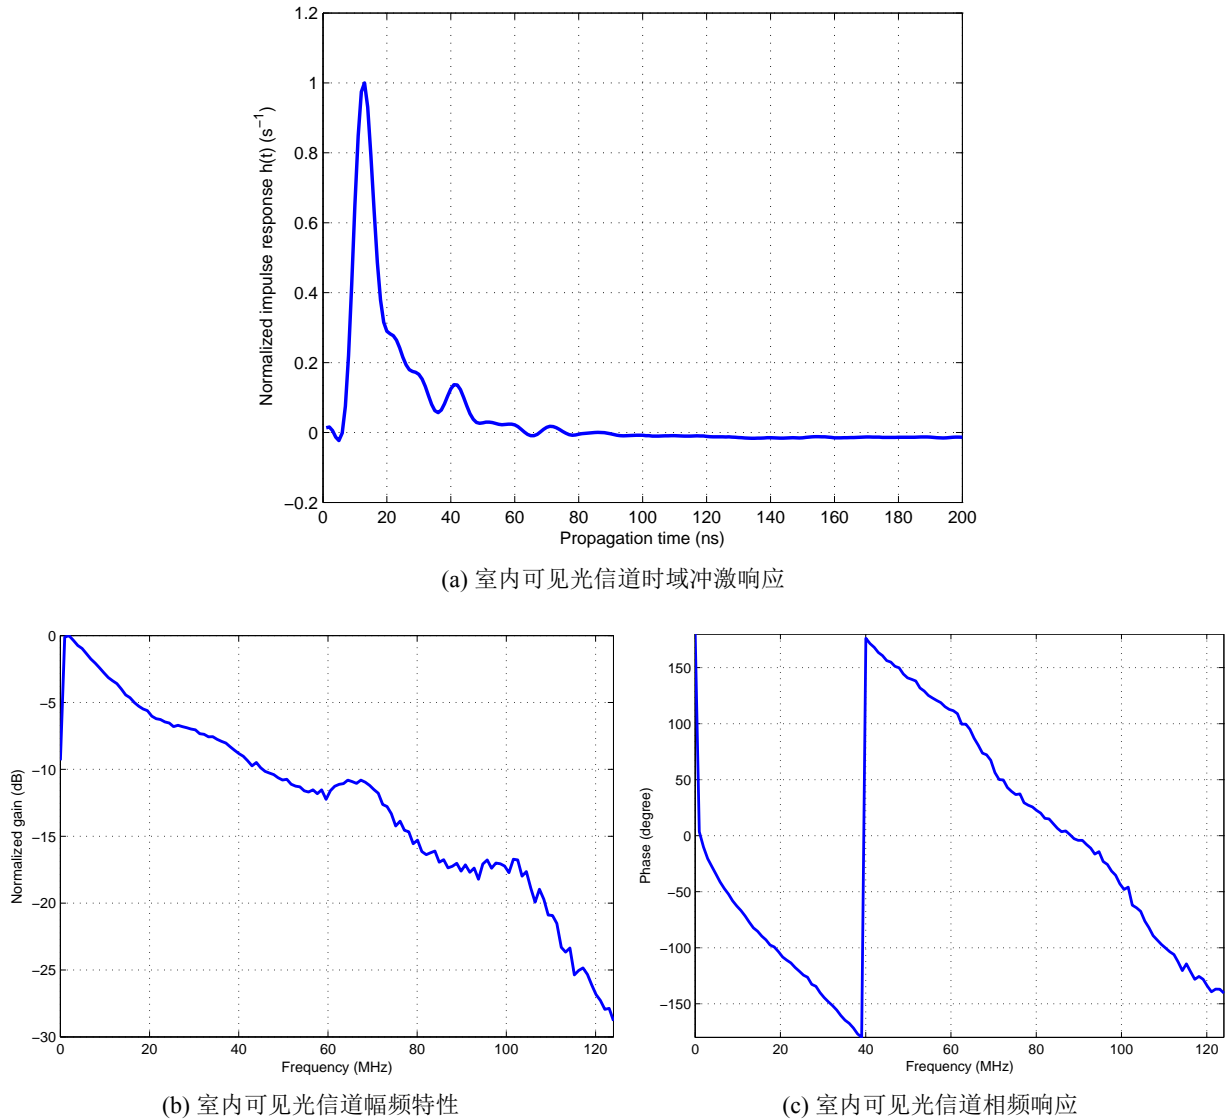 1.2
1
0.8
0.6
0.4
0.2
0
−0.2
Normalized impulse response h(t) (s⁻¹)
0 20 40 60 80 100 120 140 160 180 200
Propagation time (ns)
(a) 室内可见光信道时域冲激响应
0
−5
−10
−15
−20
−25
−30
Normalized gain (dB)
0 20 40 60 80 100 120
Frequency (MHz)
(b) 室内可见光信道幅频特性
150
100
50
0
−50
−100
−150
Phase (degree)
0 20 40 60 80 100 120
Frequency (MHz)
(c) 室内可见光信道相频响应